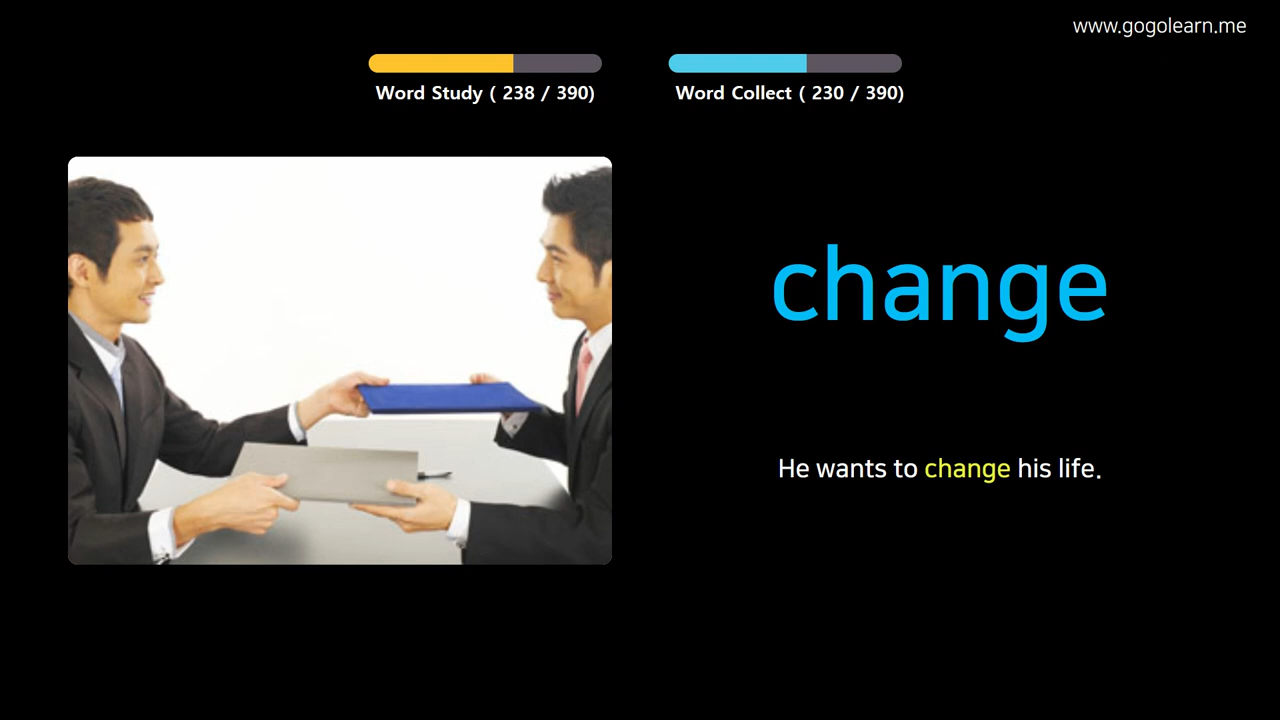 www.gogolearn.me
Word Study ( 238 / 390)
Word Collect ( 230 / 390)
change
He wants to change his life.